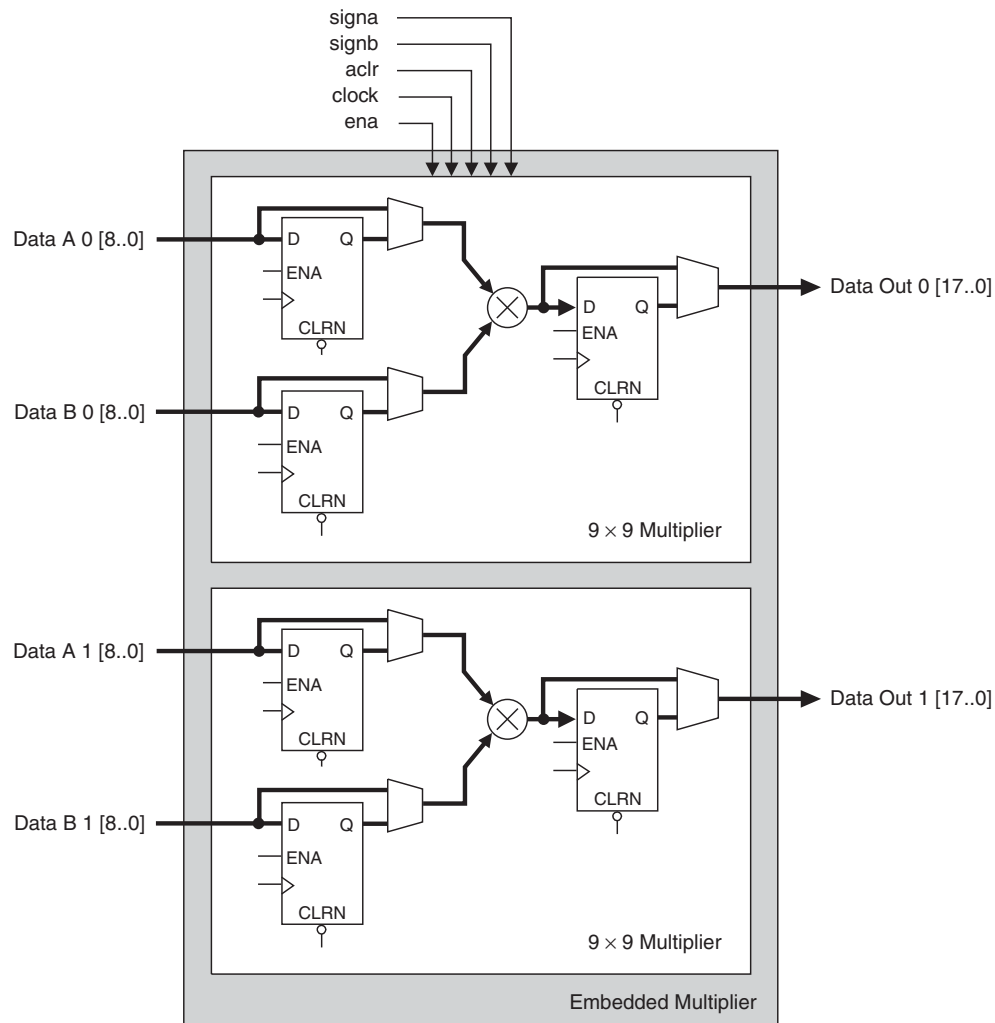 signa
signb
aclr
clock
ena
Data A 0 [8..0]
D Q
ENA
CLRN
Data B 0 [8..0]
D Q
ENA
CLRN
D Q
ENA
CLRN
Data Out 0 [17..0]
9 × 9 Multiplier
Data A 1 [8..0]
D Q
ENA
CLRN
Data B 1 [8..0]
D Q
ENA
CLRN
D Q
ENA
CLRN
Data Out 1 [17..0]
9 × 9 Multiplier
Embedded Multiplier